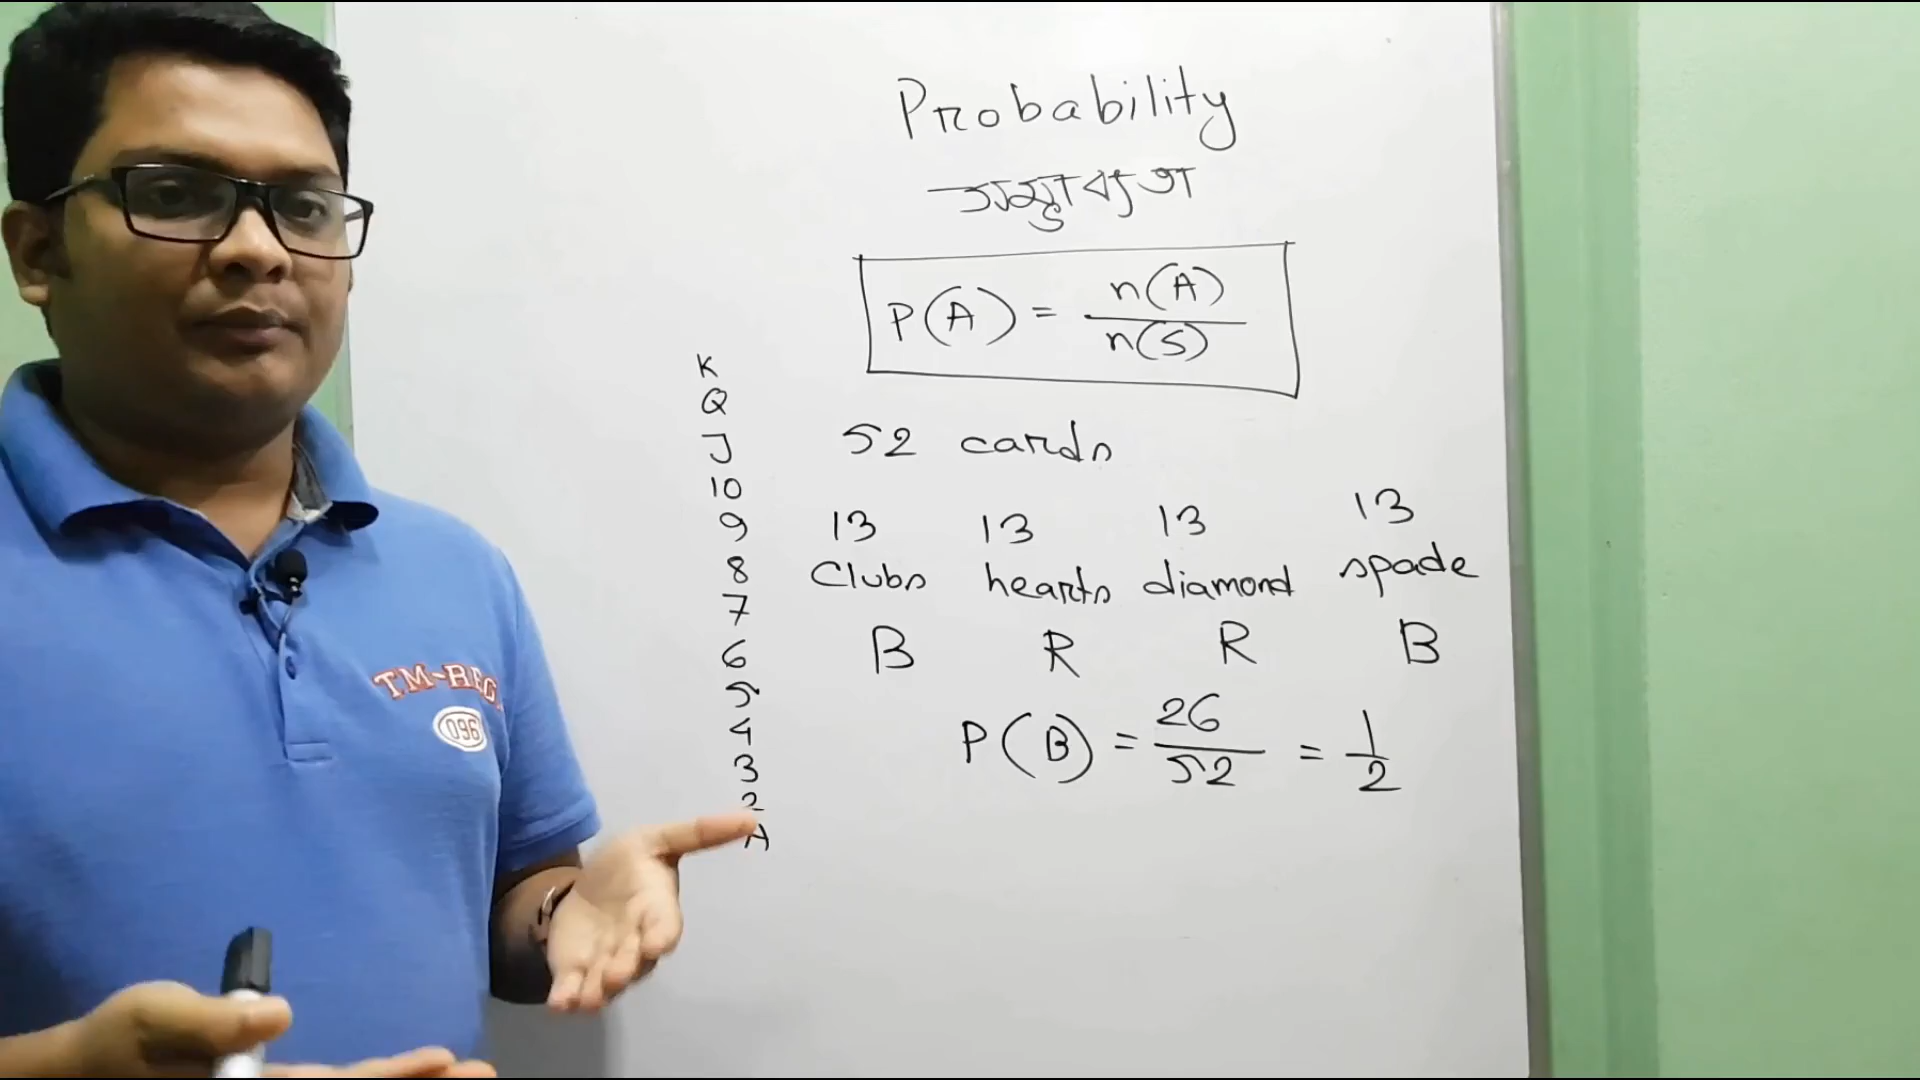 Probability
সম্ভাব্যতা
P(A) = n(A) / n(S)
K
Q
J
10
9
8
7
6
5
4
3
2
A
52 cards
13 13 13 13
Clubs hearts diamond spade
B R R B
P(B) = 26/52 = 1/2
TM-REG
096